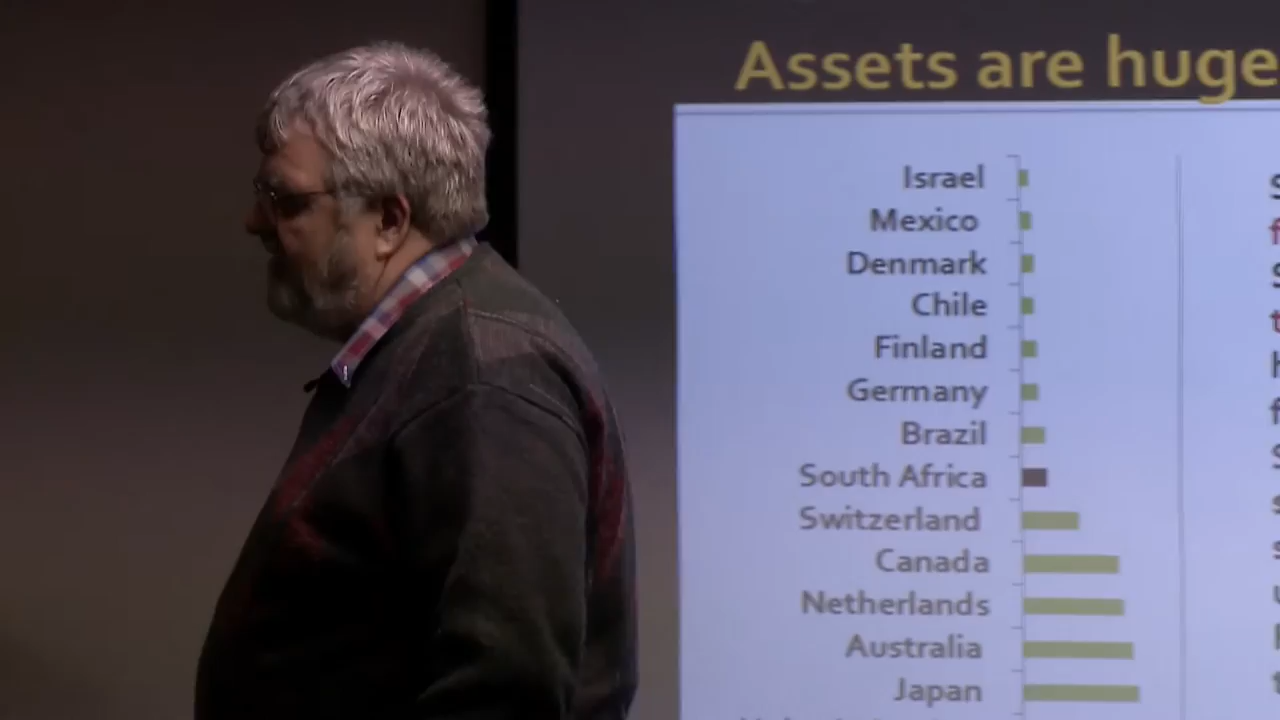 Assets are huge
Israel
Mexico
Denmark
Chile
Finland
Germany
Brazil
South Africa
Switzerland
Canada
Netherlands
Australia
Japan